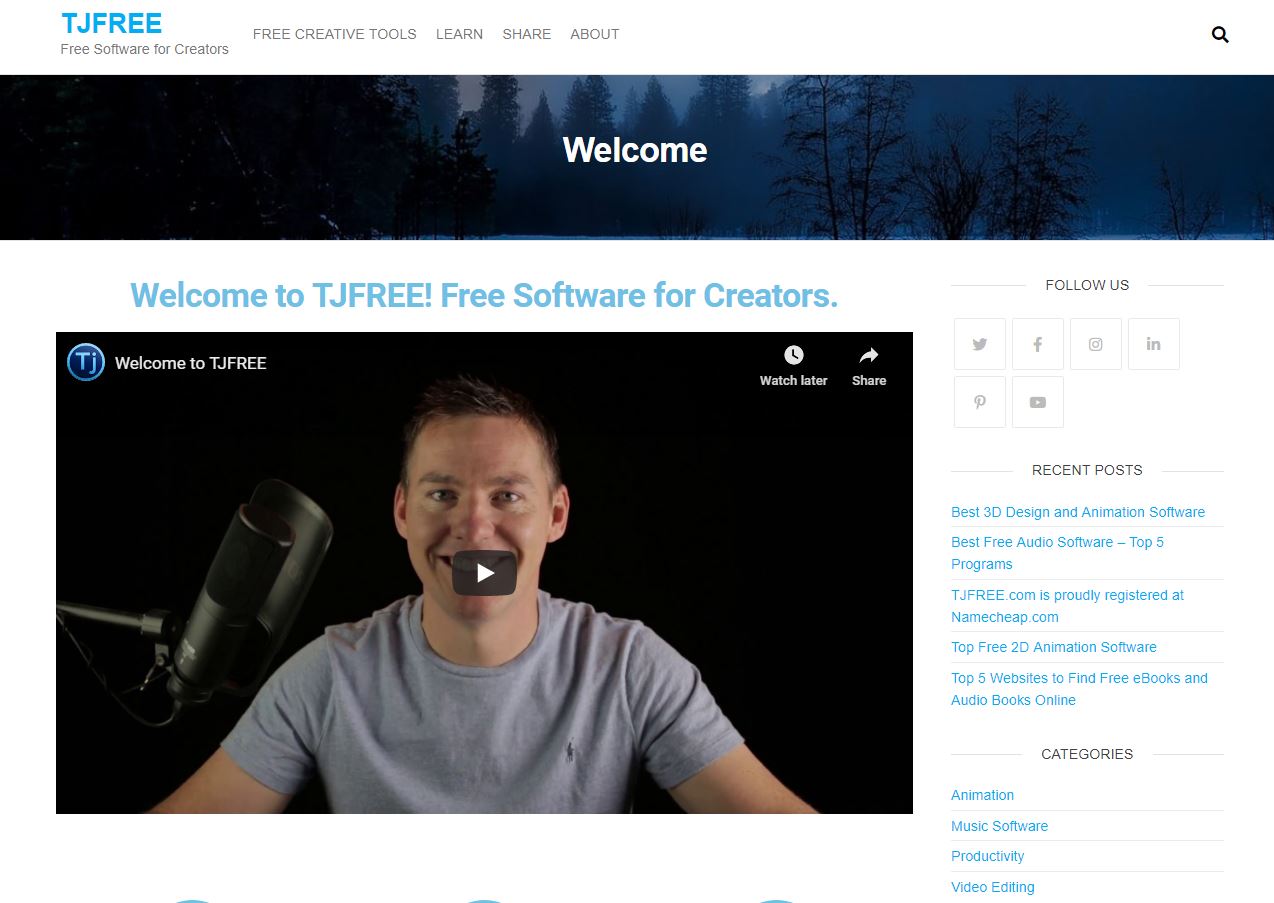 TJFREE
Free Software for Creators
FREE CREATIVE TOOLS LEARN SHARE ABOUT
Welcome
Welcome to TJFREE! Free Software for Creators.
Tj Welcome to TJFREE
Watch later Share
FOLLOW US
RECENT POSTS
Best 3D Design and Animation Software
Best Free Audio Software – Top 5
Programs
TJFREE.com is proudly registered at
Namecheap.com
Top Free 2D Animation Software
Top 5 Websites to Find Free eBooks and
Audio Books Online
CATEGORIES
Animation
Music Software
Productivity
Video Editing